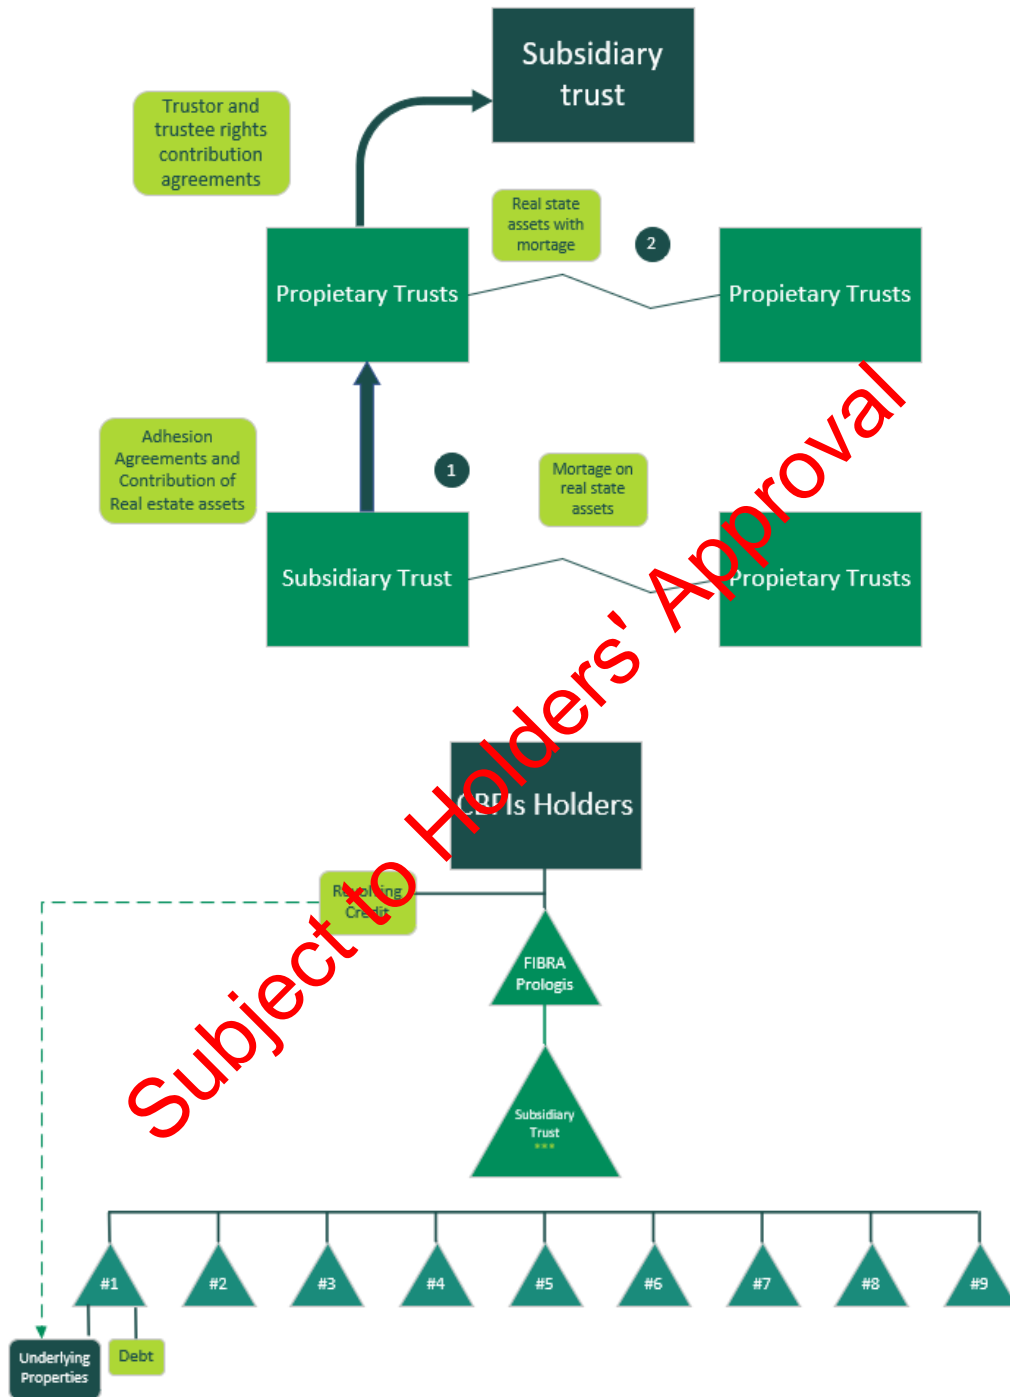 Subsidiary
trust
Trustor and
trustee rights
contribution
agreements
Real state
assets with
mortage
2
Propietary Trusts
Propietary Trusts
Adhesion
Agreements and
Contribution of
Real estate assets
1
Mortage on
real state
assets
Subsidiary Trust
Propietary Trusts
Subject to Holders' Approval
CBFIs Holders
Revolving
Credit
FIBRA
Prologis
Subsidiary
Trust
***
#1
#2
#3
#4
#5
#6
#7
#8
#9
Underlying
Properties
Debt